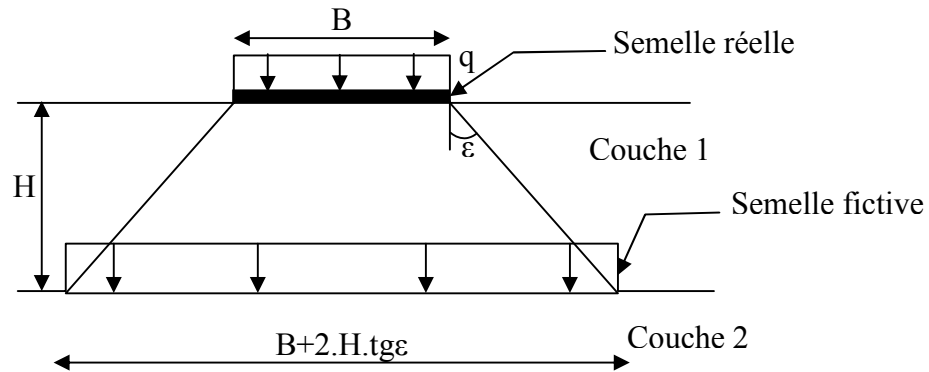 B
Semelle réelle
q
ε
Couche 1
H
Semelle fictive
Couche 2
B+2.H.tgε